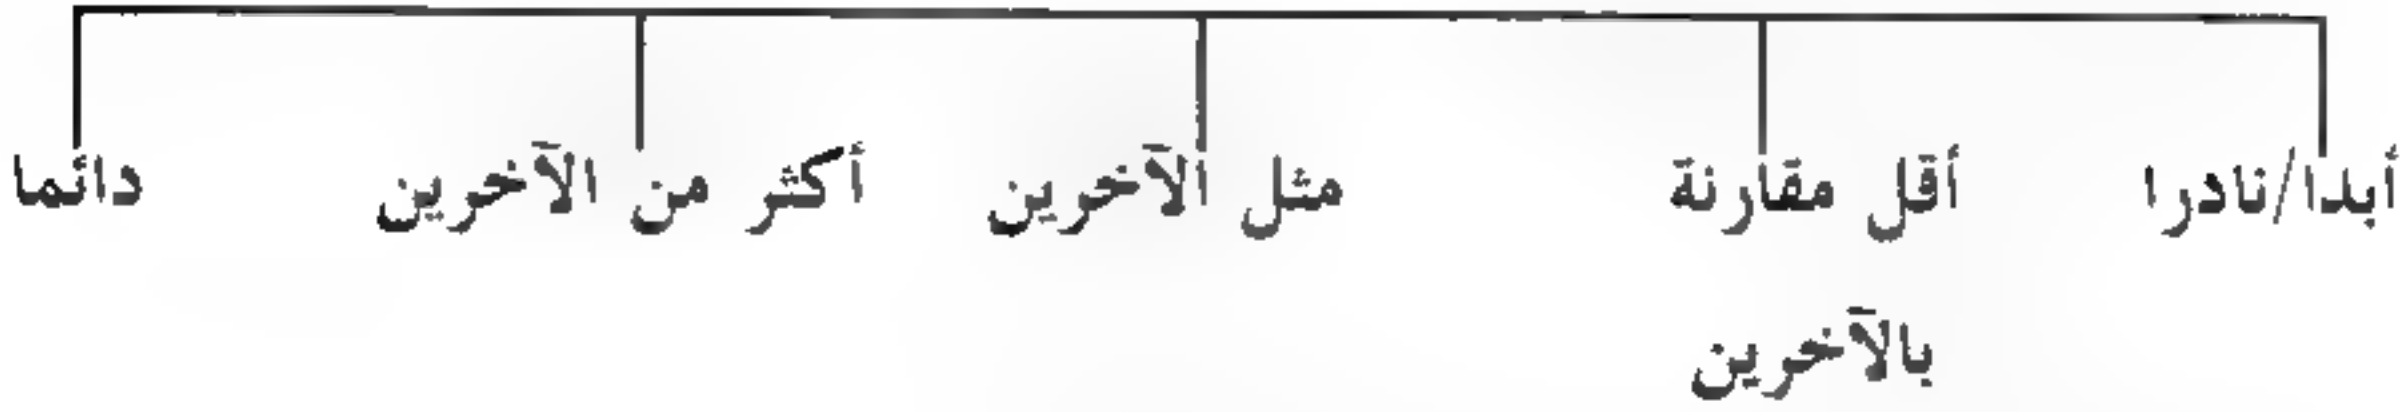 أبدا/نادرا
أقل مقارنة
بالآخرين
مثل الآخرين
أكثر من الآخرين
دائما